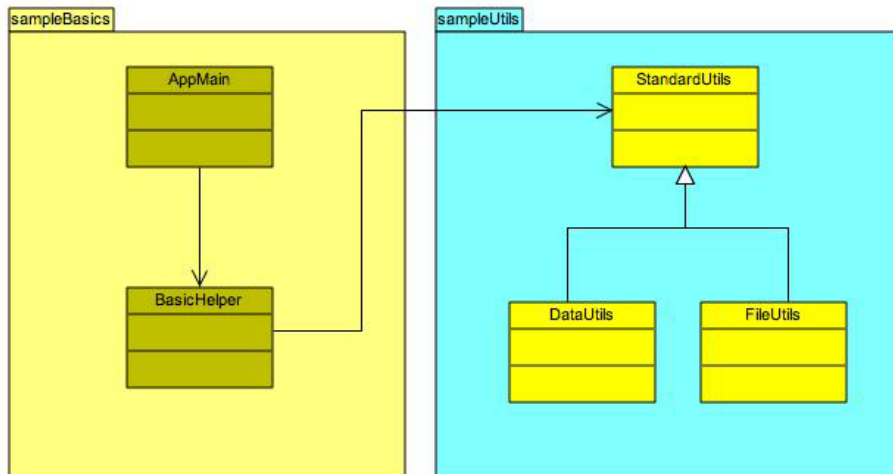 sampleBasics
AppMain
BasicHelper
sampleUtils
StandardUtils
DataUtils
FileUtils